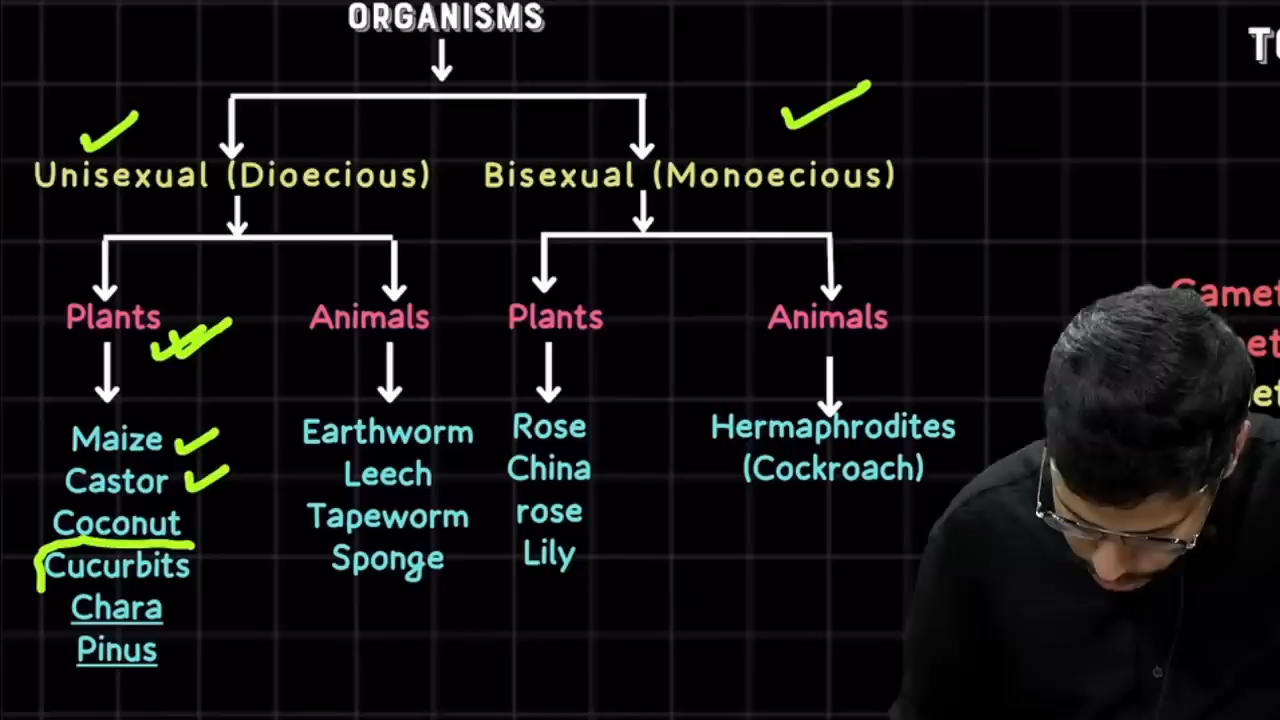 ORGANISMS
Unisexual (Dioecious)
Bisexual (Monoecious)
Plants
Animals
Plants
Animals
Maize
Castor
Coconut
Cucurbits
Chara
Pinus
Earthworm
Leech
Tapeworm
Sponge
Rose
China
rose
Lily
Hermaphrodites
(Cockroach)